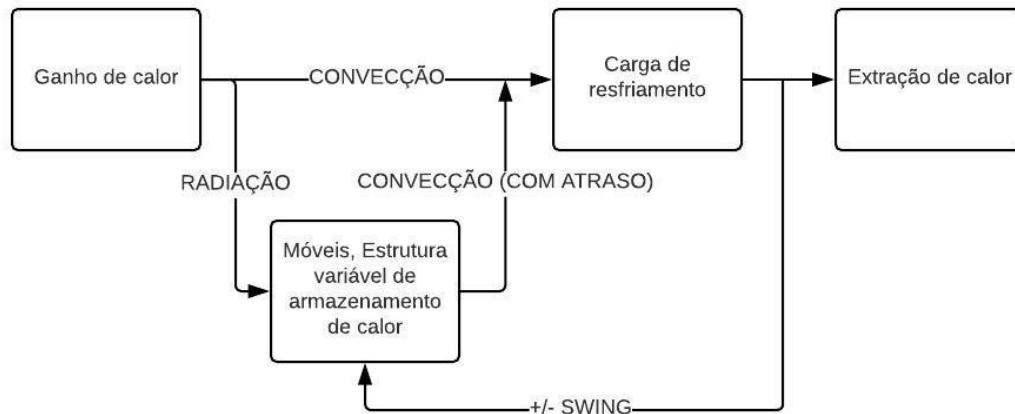 Ganho de calor
CONVECÇÃO
Carga de
resfriamento
Extração de calor
RADIAÇÃO
CONVECÇÃO (COM ATRASO)
Móveis, Estrutura
variável de
armazenamento
de calor
+/- SWING